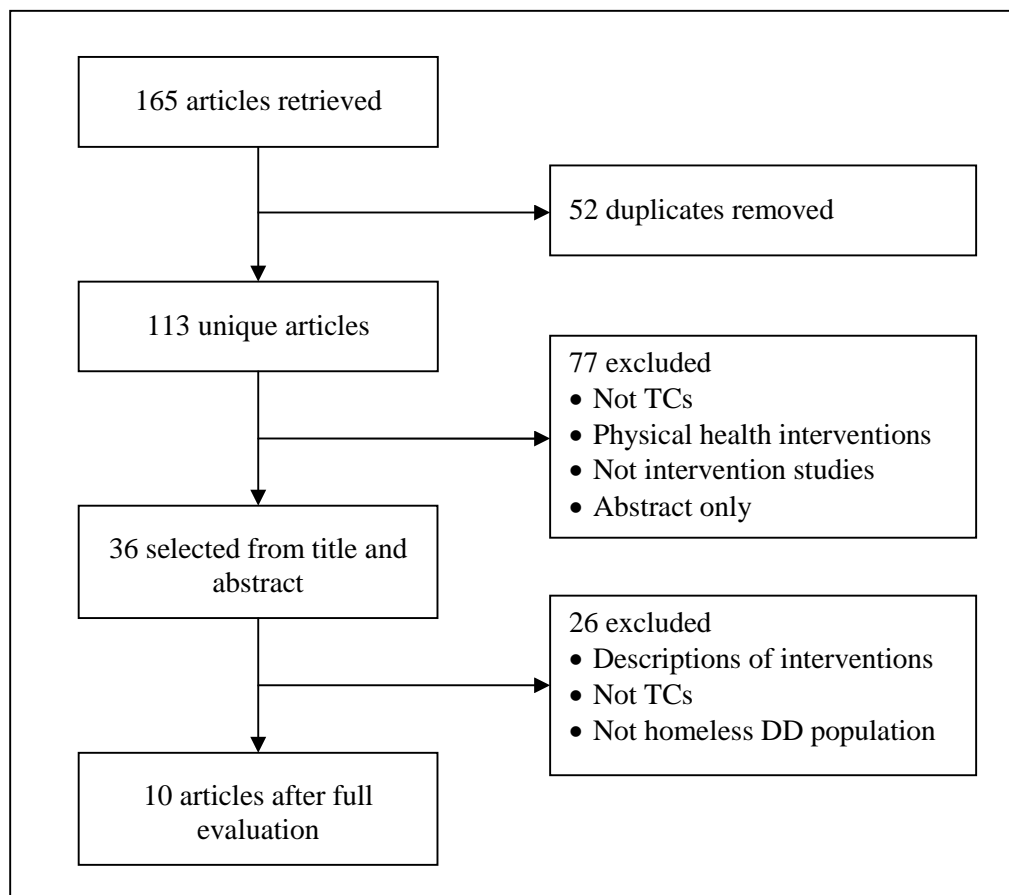 165 articles retrieved
52 duplicates removed
113 unique articles
77 excluded
• Not TCs
• Physical health interventions
• Not intervention studies
• Abstract only
36 selected from title and
abstract
26 excluded
• Descriptions of interventions
• Not TCs
• Not homeless DD population
10 articles after full
evaluation